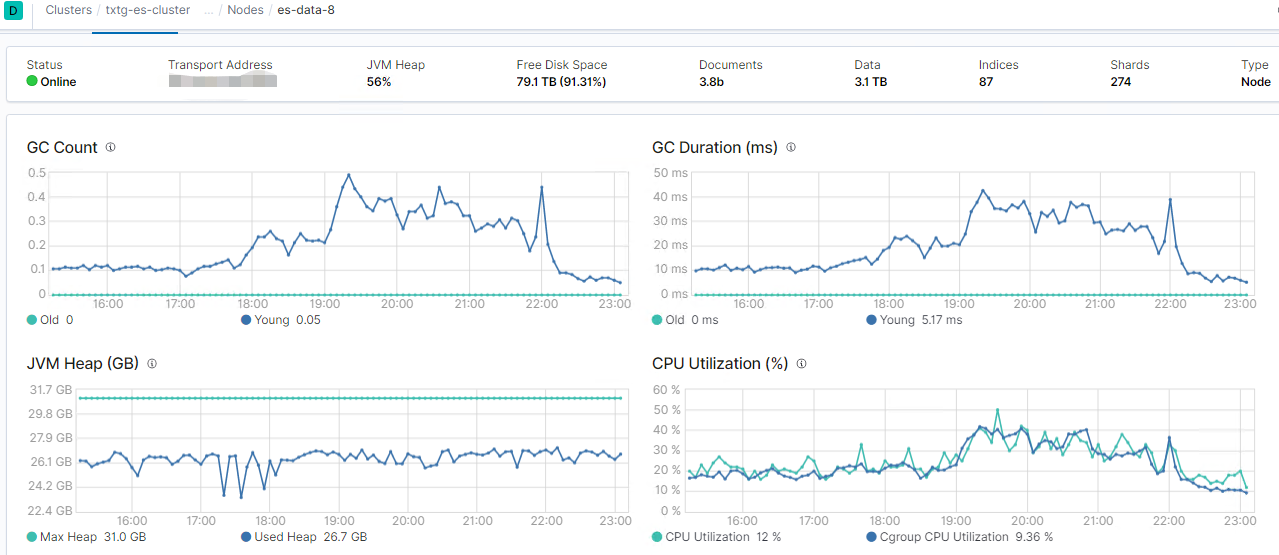 D Clusters / txtg-es-cluster ... / Nodes / es-data-8
Status Transport Address JVM Heap Free Disk Space Documents Data Indices Shards Type
Online 56% 79.1 TB (91.31%) 3.8b 3.1 TB 87 274 Node
GC Count
0.5
0.4
0.3
0.2
0.1
0
16:00 17:00 18:00 19:00 20:00 21:00 22:00 23:00
Old 0 Young 0.05
GC Duration (ms)
50 ms
40 ms
30 ms
20 ms
10 ms
0 ms
16:00 17:00 18:00 19:00 20:00 21:00 22:00 23:00
Old 0 ms Young 5.17 ms
JVM Heap (GB)
31.7 GB
29.8 GB
27.9 GB
26.1 GB
24.2 GB
22.4 GB
16:00 17:00 18:00 19:00 20:00 21:00 22:00 23:00
Max Heap 31.0 GB Used Heap 26.7 GB
CPU Utilization (%)
60 %
50 %
40 %
30 %
20 %
10 %
0 %
16:00 17:00 18:00 19:00 20:00 21:00 22:00 23:00
CPU Utilization 12 % Cgroup CPU Utilization 9.36 %